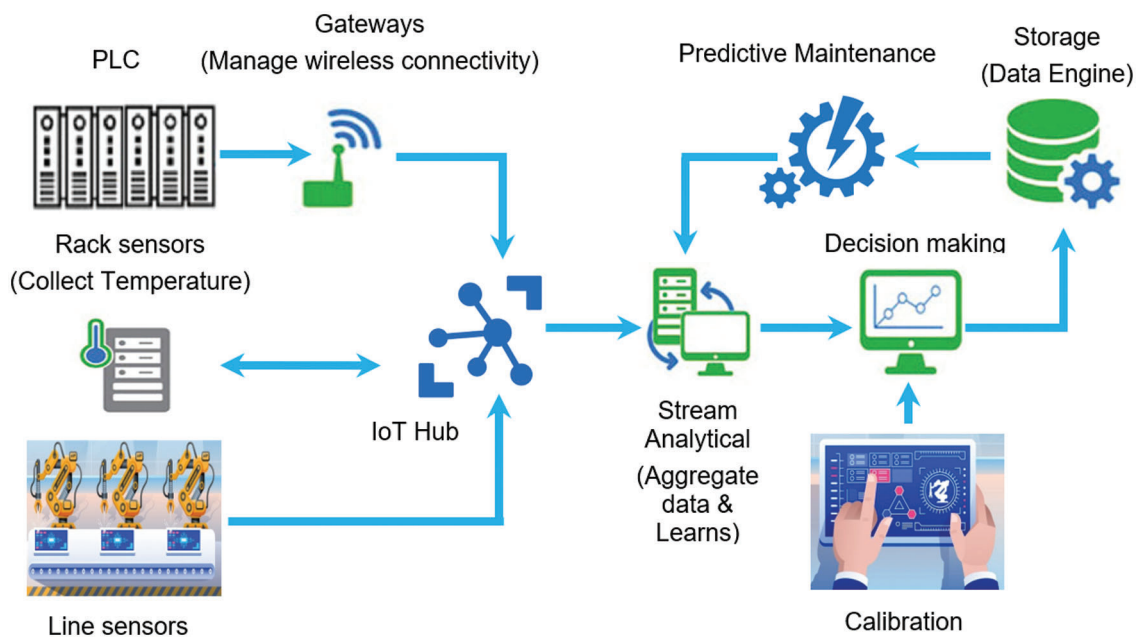 PLC
Gateways
(Manage wireless connectivity)
Predictive Maintenance
Storage
(Data Engine)
Rack sensors
(Collect Temperature)
Decision making
IoT Hub
Stream
Analytical
(Aggregate
data &
Learns)
Line sensors
Calibration